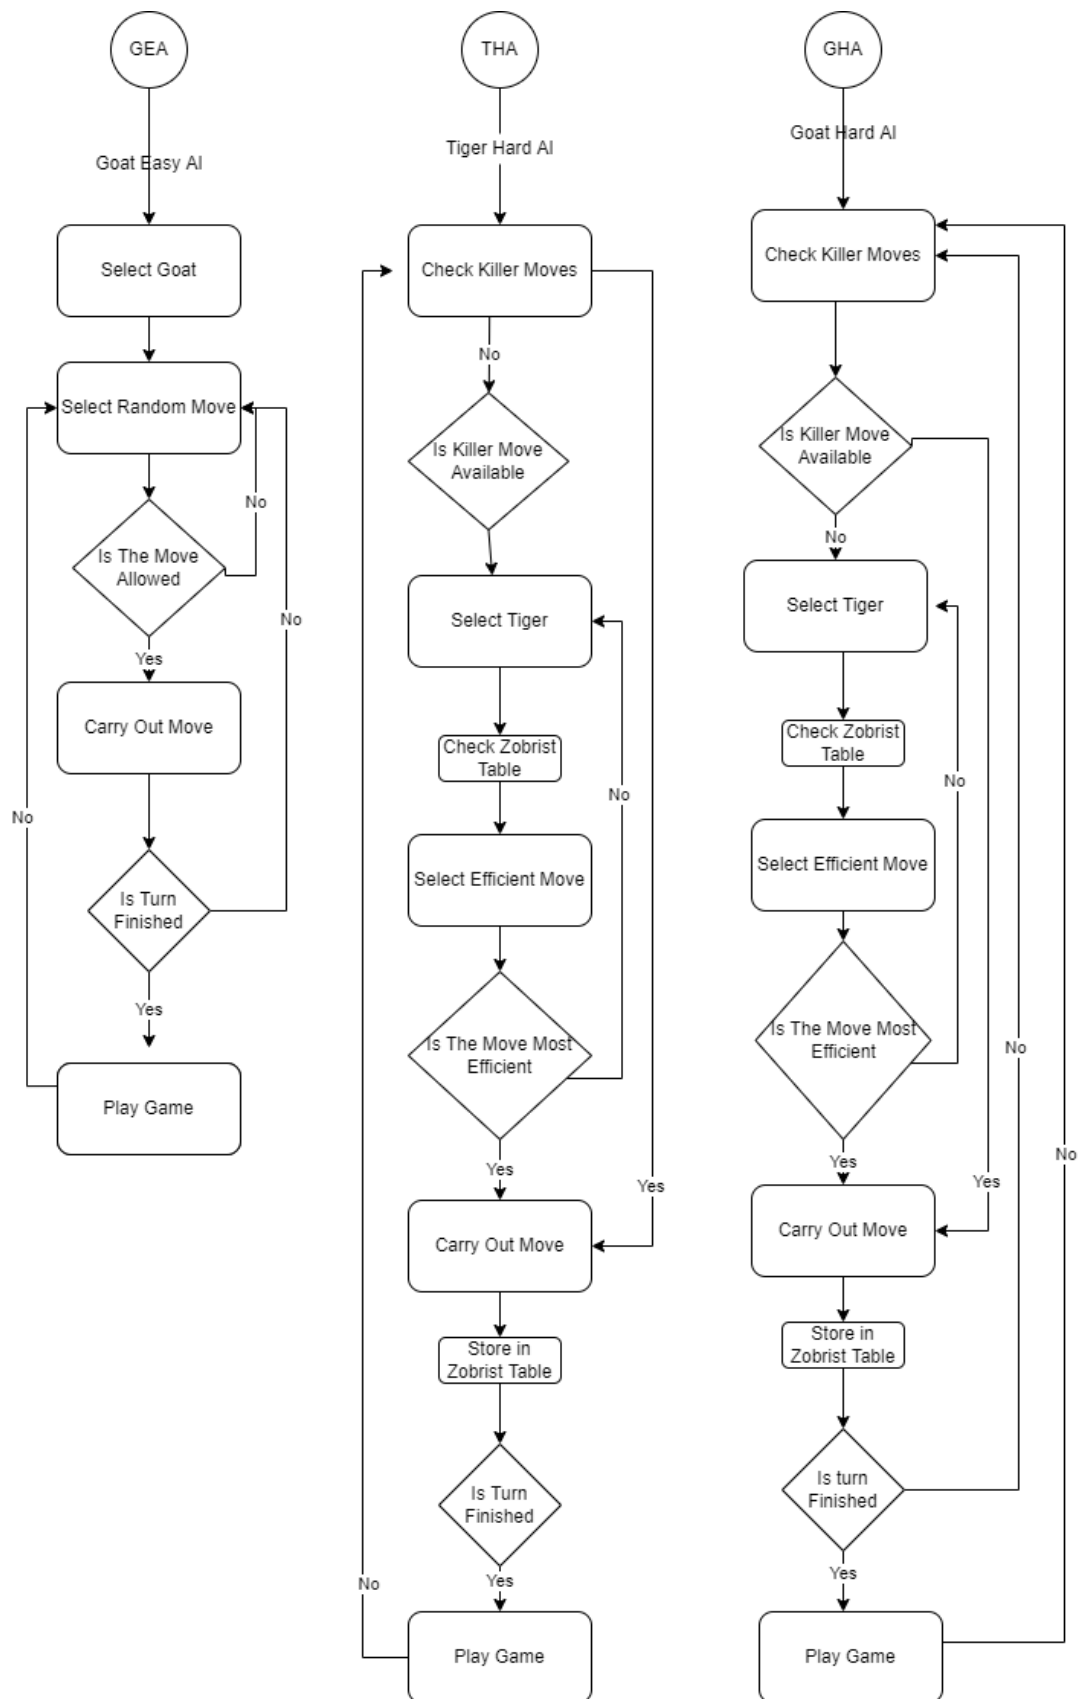 GEA
Goat Easy AI
Select Goat
Select Random Move
No
Is The Move
Allowed
No
Yes
Carry Out Move
No
Is Turn
Finished
Yes
Play Game
THA
Tiger Hard AI
Check Killer Moves
No
Is Killer Move
Available
Select Tiger
Check Zobrist
Table
No
Select Efficient Move
Is The Move Most
Efficient
Yes
Yes
Carry Out Move
Store in
Zobrist Table
Is Turn
Finished
Yes
No
Play Game
GHA
Goat Hard AI
Check Killer Moves
Is Killer Move
Available
No
Select Tiger
Check Zobrist
Table
No
Select Efficient Move
Is The Move Most
Efficient
No
Yes
No
Yes
Carry Out Move
Store in
Zobrist Table
Is turn
Finished
Yes
Play Game